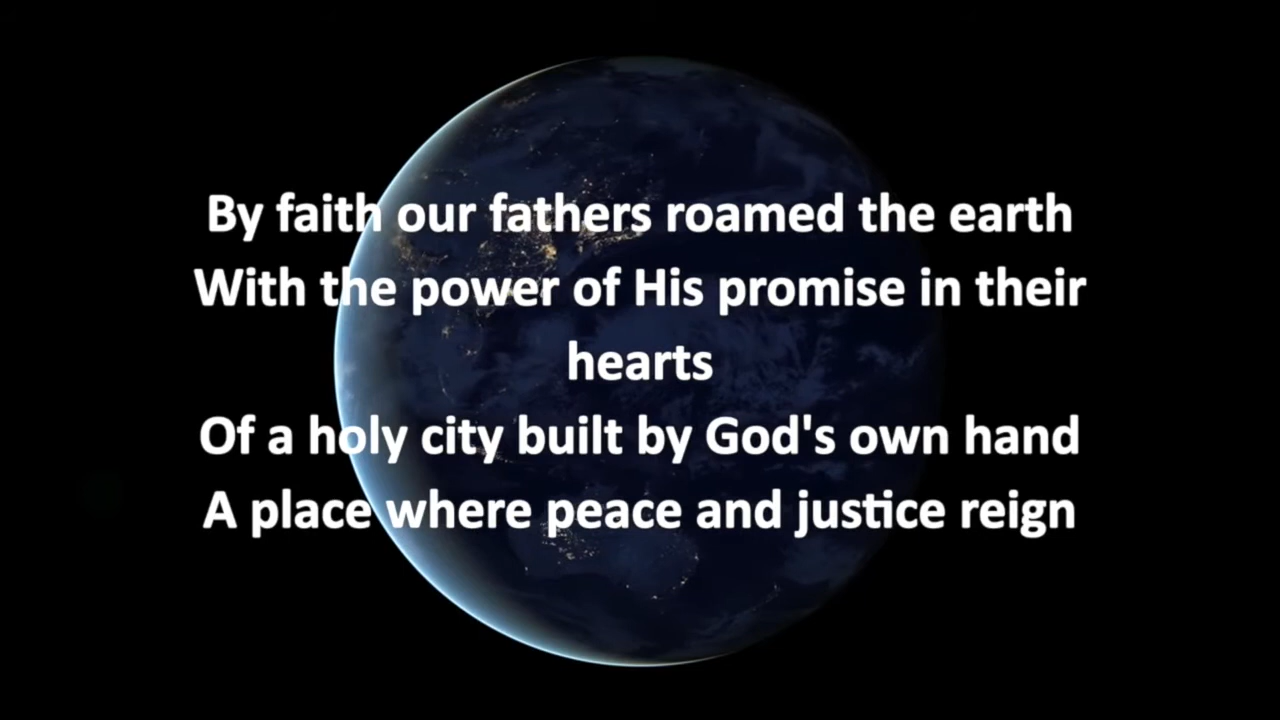 By faith our fathers roamed the earth
With the power of His promise in their
hearts
Of a holy city built by God's own hand
A place where peace and justice reign